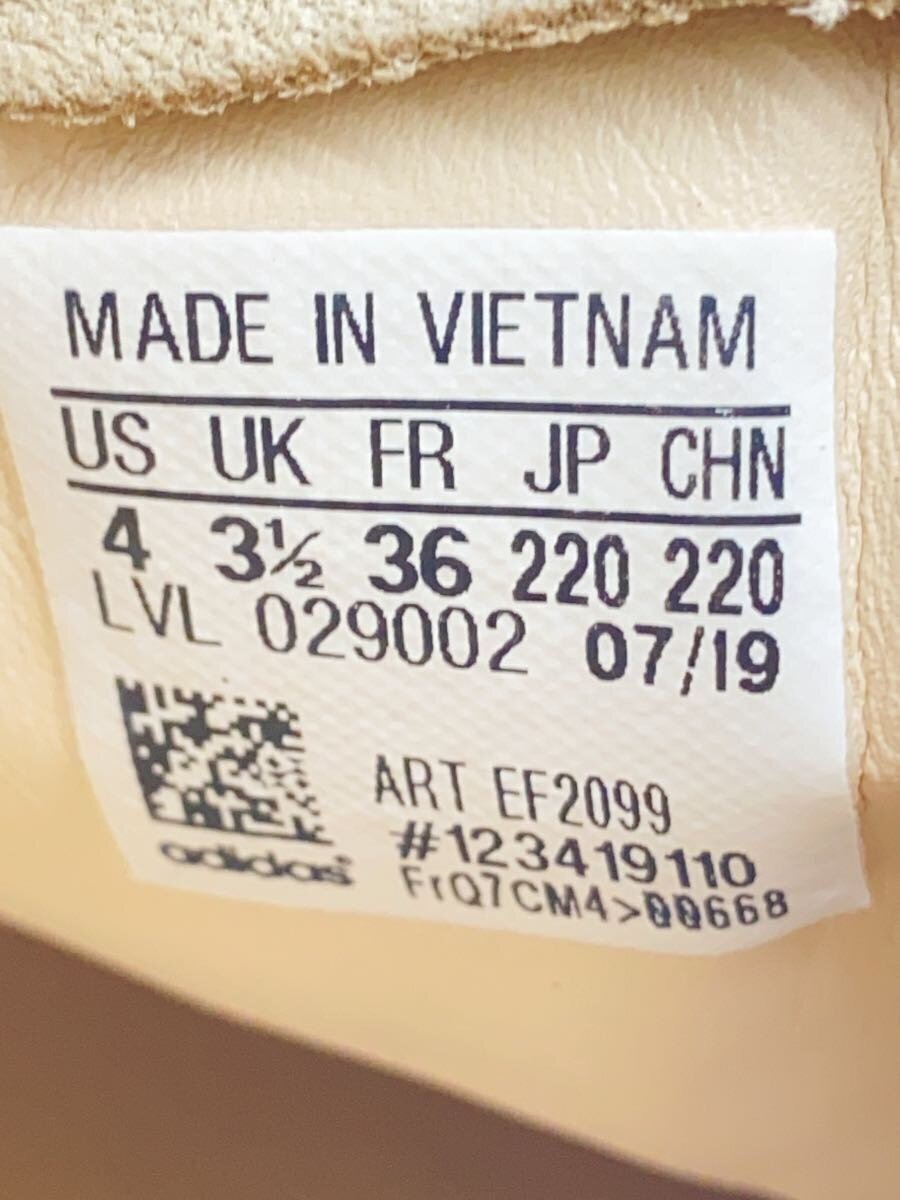 MADE IN VIETNAM
US UK FR JP CHN
4 3½ 36 220 220
LVL 029002 07/19
ART EF2099
#123419110
FrQ7CM4>00668
adidas